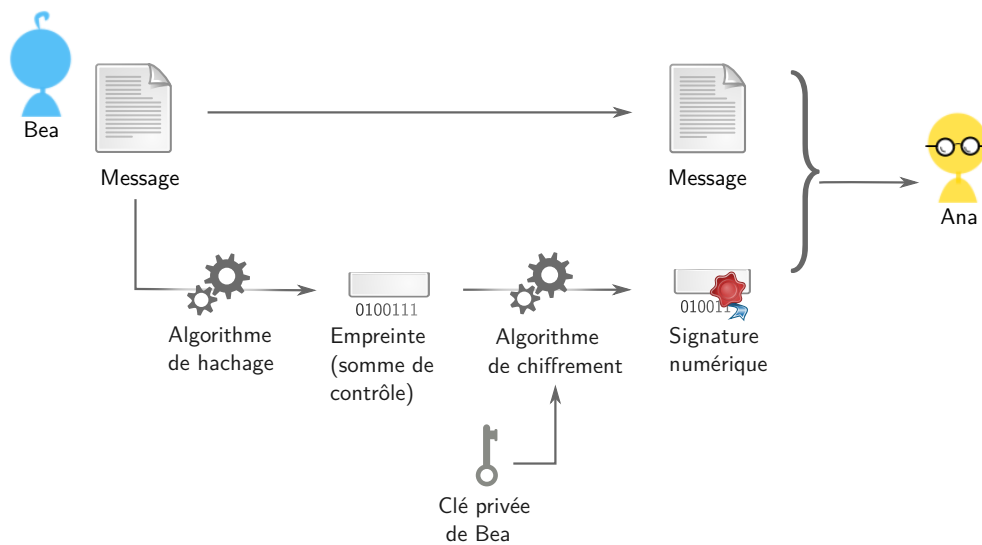 Bea
Message
Message
Ana
0100111
010011
Algorithme
de hachage
Empreinte
(somme de
contrôle)
Algorithme
de chiffrement
Signature
numérique
Clé privée
de Bea